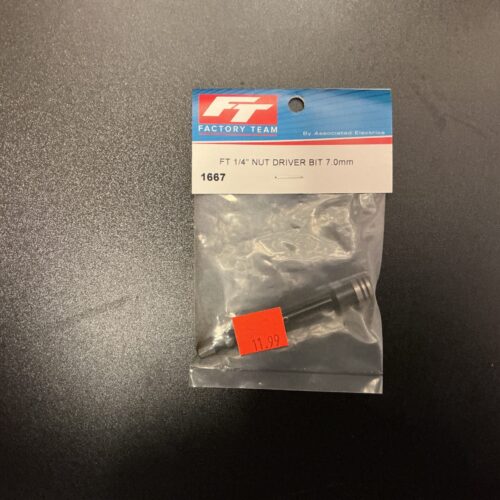 FT
FACTORY TEAM
By Associated Electrics
FT 1/4" NUT DRIVER BIT 7.0mm
1667
11.99